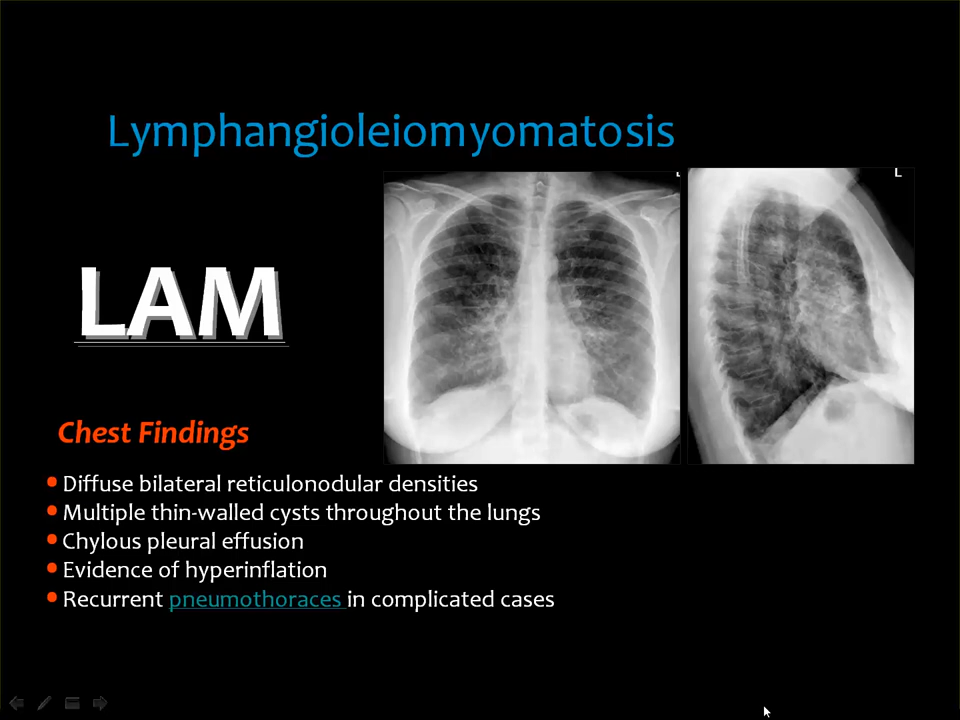 Lymphangioleiomyomatosis
L
LAM
Chest Findings
• Diffuse bilateral reticulonodular densities
• Multiple thin-walled cysts throughout the lungs
• Chylous pleural effusion
• Evidence of hyperinflation
• Recurrent pneumothoraces in complicated cases